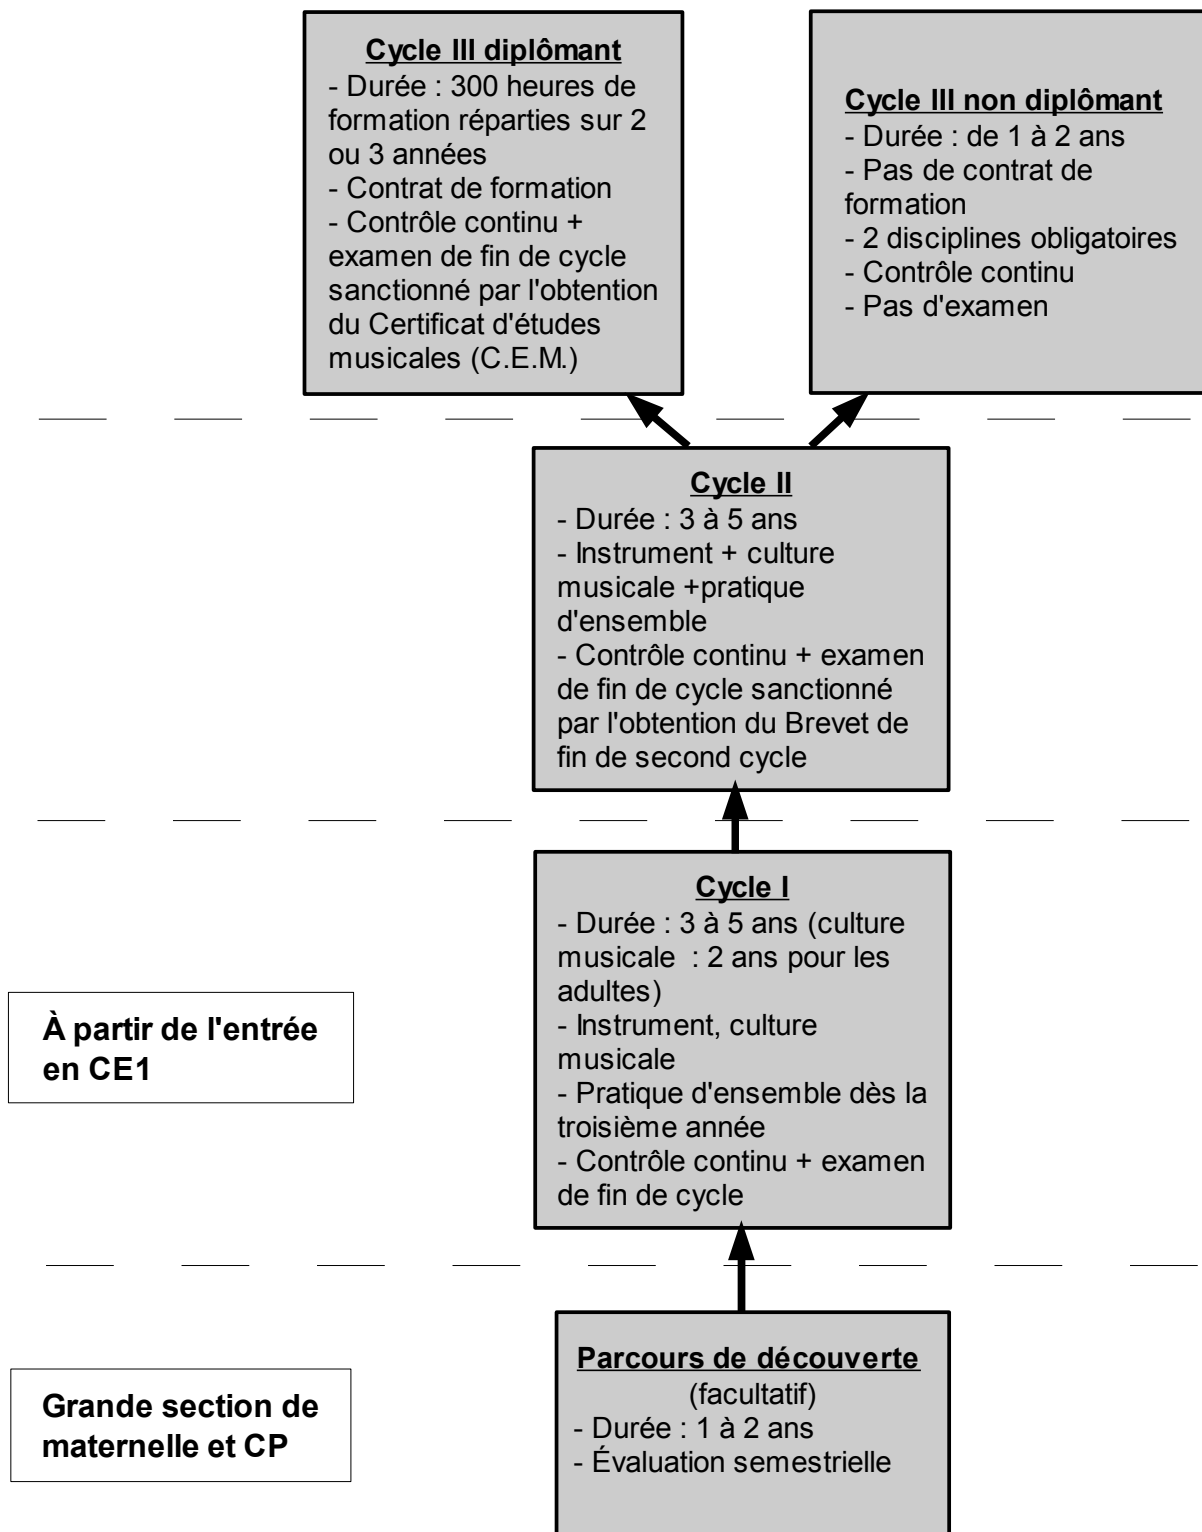 Cycle III diplômant
- Durée : 300 heures de
formation réparties sur 2
ou 3 années
- Contrat de formation
- Contrôle continu +
examen de fin de cycle
sanctionné par l'obtention
du Certificat d'études
musicales (C.E.M.)
Cycle III non diplômant
- Durée : de 1 à 2 ans
- Pas de contrat de
formation
- 2 disciplines obligatoires
- Contrôle continu
- Pas d'examen
Cycle II
- Durée : 3 à 5 ans
- Instrument + culture
musicale +pratique
d'ensemble
- Contrôle continu + examen
de fin de cycle sanctionné
par l'obtention du Brevet de
fin de second cycle
Cycle I
- Durée : 3 à 5 ans (culture
musicale : 2 ans pour les
adultes)
- Instrument, culture
musicale
- Pratique d'ensemble dès la
troisième année
- Contrôle continu + examen
de fin de cycle
À partir de l'entrée
en CE1
Parcours de découverte
(facultatif)
- Durée : 1 à 2 ans
- Évaluation semestrielle
Grande section de
maternelle et CP